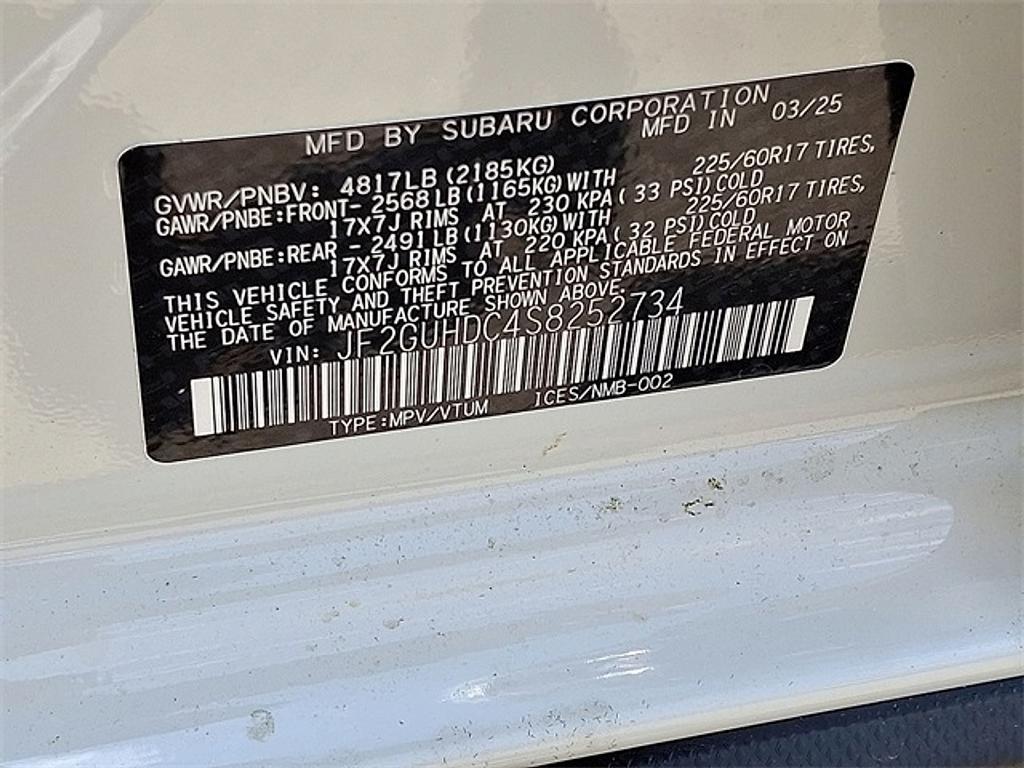 MFD BY SUBARU CORPORATION
MFD IN 03/25
GVWR/PNBV: 4817LB (2185KG)
GAWR/PNBE:FRONT- 2568LB (1165KG) WITH 225/60R17 TIRES,
17X7J RIMS AT 230 KPA( 33 PSI) COLD
GAWR/PNBE:REAR - 2491LB (1130KG) WITH 225/60R17 TIRES,
17X7J RIMS AT 220 KPA( 32 PSI) COLD
THIS VEHICLE CONFORMS TO ALL APPLICABLE FEDERAL MOTOR
VEHICLE SAFETY AND THEFT PREVENTION STANDARDS IN EFFECT ON
THE DATE OF MANUFACTURE SHOWN ABOVE.
VIN: JF2GUHDC4S8252734
TYPE:MPV/VTUM ICES/NMB-002